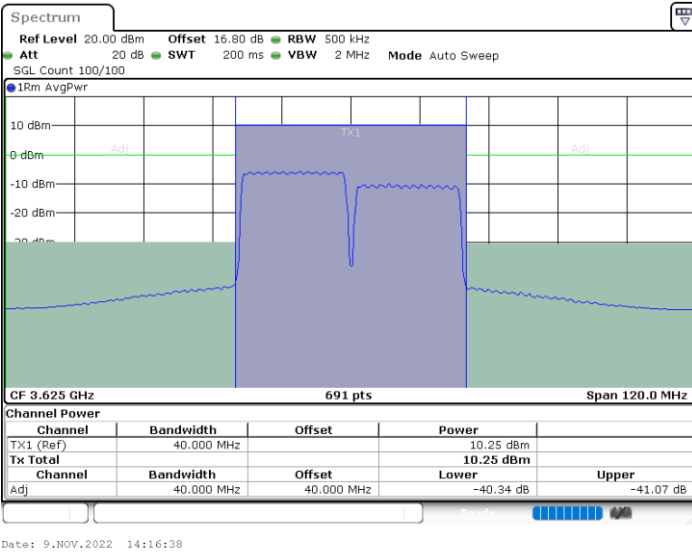 Spectrum
Ref Level 20.00 dBm Offset 16.80 dB RBW 500 kHz
Att 20 dB SWT 200 ms VBW 2 MHz Mode Auto Sweep
SGL Count 100/100
1Rm AvgPwr
10 dBm
TX1
Adj Adj
0 dBm
-10 dBm
-20 dBm
-30 dBm
CF 3.625 GHz 691 pts Span 120.0 MHz
Channel Power
Channel Bandwidth Offset Power
TX1 (Ref) 40.000 MHz 10.25 dBm
Tx Total 10.25 dBm
Channel Bandwidth Offset Lower Upper
Adj 40.000 MHz 40.000 MHz -40.34 dB -41.07 dB
Ready
Date: 9.NOV.2022 14:16:38